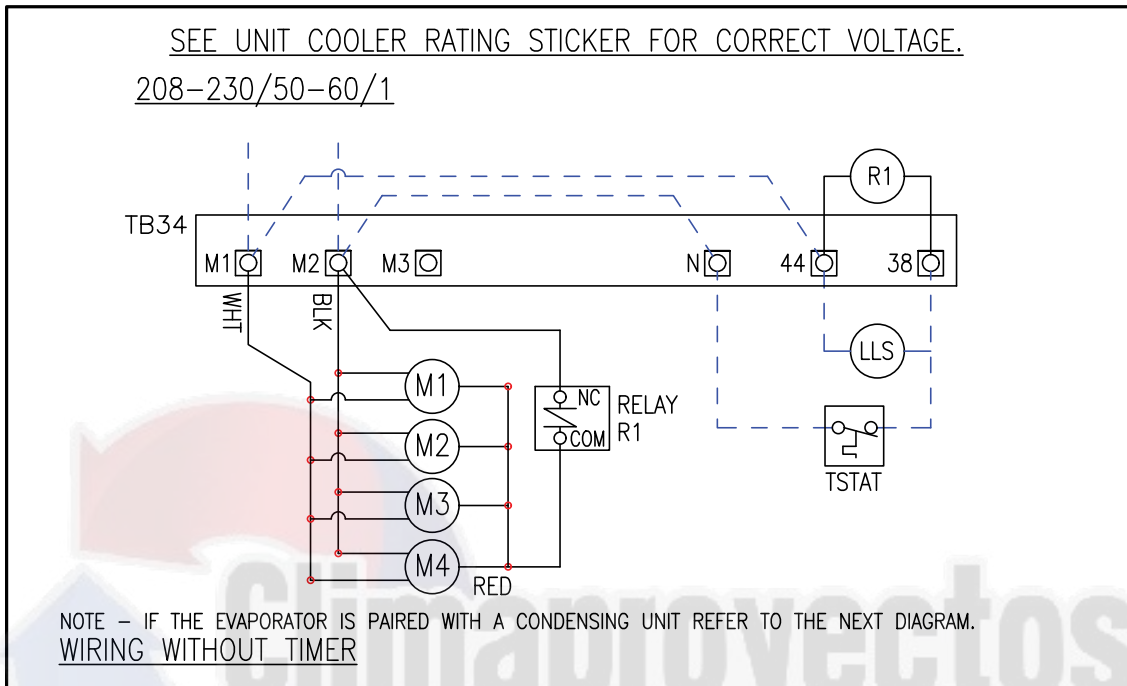 SEE UNIT COOLER RATING STICKER FOR CORRECT VOLTAGE.
208-230/50-60/1
R1
TB34
M1
M2
M3
N
44
38
WHT
BLK
LLS
M1
NC
RELAY
R1
COM
M2
M3
TSTAT
M4
RED
NOTE – IF THE EVAPORATOR IS PAIRED WITH A CONDENSING UNIT REFER TO THE NEXT DIAGRAM.
WIRING WITHOUT TIMER
Climaproyectos